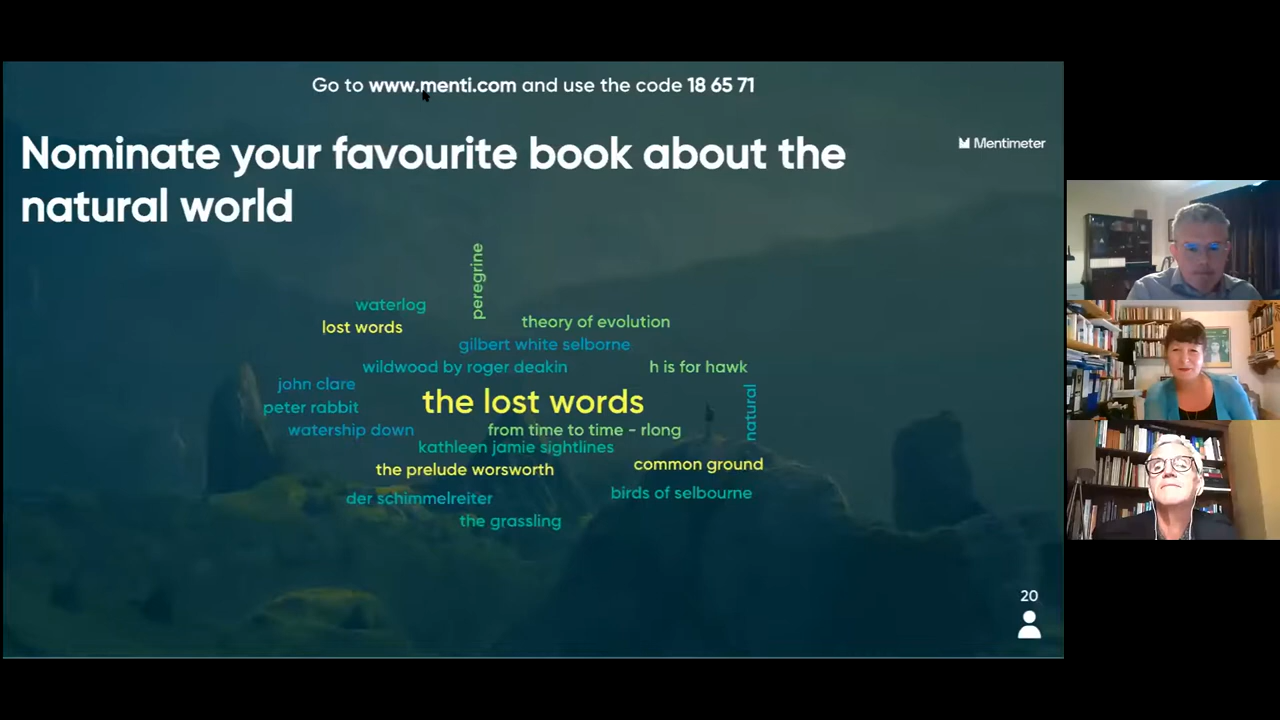 Go to www.menti.com and use the code 18 65 71
Nominate your favourite book about the
natural world
Mentimeter
peregrine
waterlog
lost words
theory of evolution
gilbert white selborne
wildwood by roger deakin
h is for hawk
john clare
the lost words
natural
peter rabbit
watership down
from time to time - rlong
kathleen jamie sightlines
the prelude worsworth
common ground
der schimmelreiter
birds of selbourne
the grassling
20